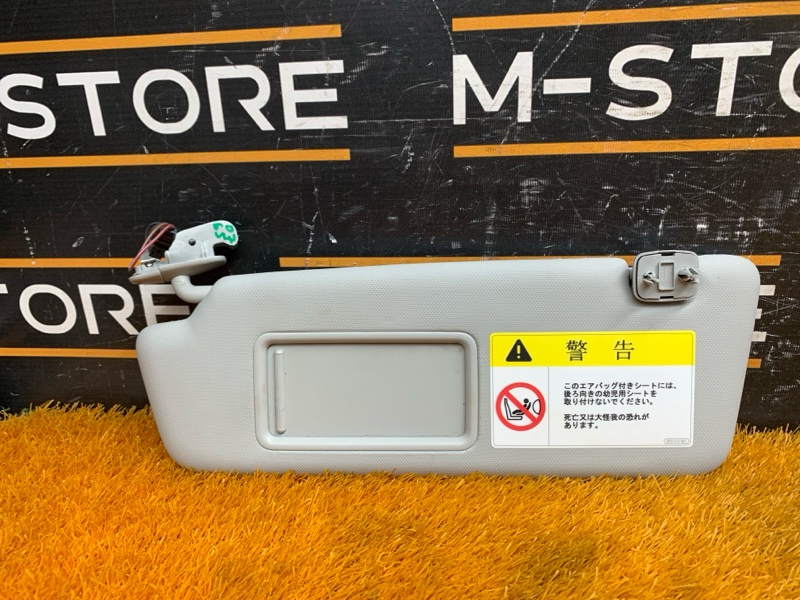 -STORE
M-STO
ORE
警告
このエアバッグ付きシートには、
後ろ向きの幼児用シートを
取り付けないでください。
死亡又は大怪我の恐れが
あります。